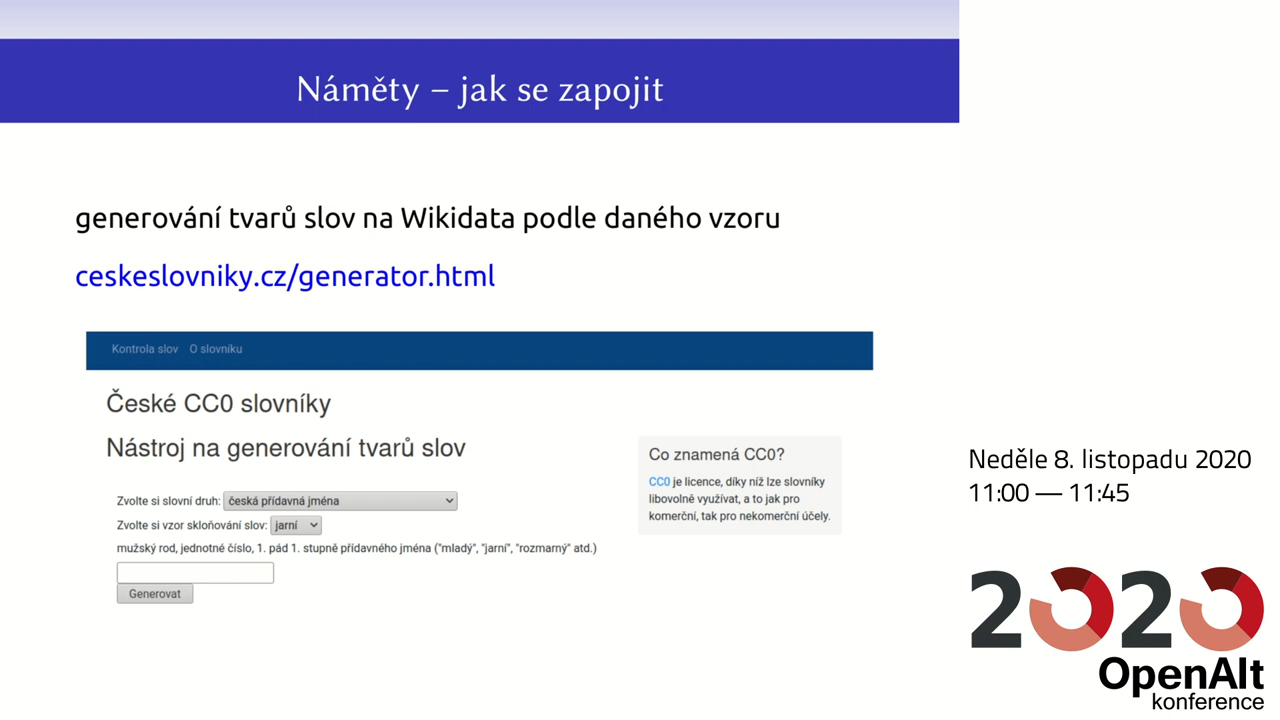 Náměty – jak se zapojit
generování tvarů slov na Wikidata podle daného vzoru
ceskeslovniky.cz/generator.html
Kontrola slov O slovníku
České CC0 slovníky
Nástroj na generování tvarů slov
Zvolte si slovní druh: česká přídavná jména
Zvolte si vzor skloňování slov: jarní
mužský rod, jednotné číslo, 1. pád 1. stupně přídavného jména ("mladý", "jarní", "rozmarný" atd.)
Generovat
Co znamená CC0?
CC0 je licence, díky níž lze slovníky
libovolně využívat, a to jak pro
komerční, tak pro nekomerční účely.
Neděle 8. listopadu 2020
11:00 — 11:45
2020
OpenAlt
konference